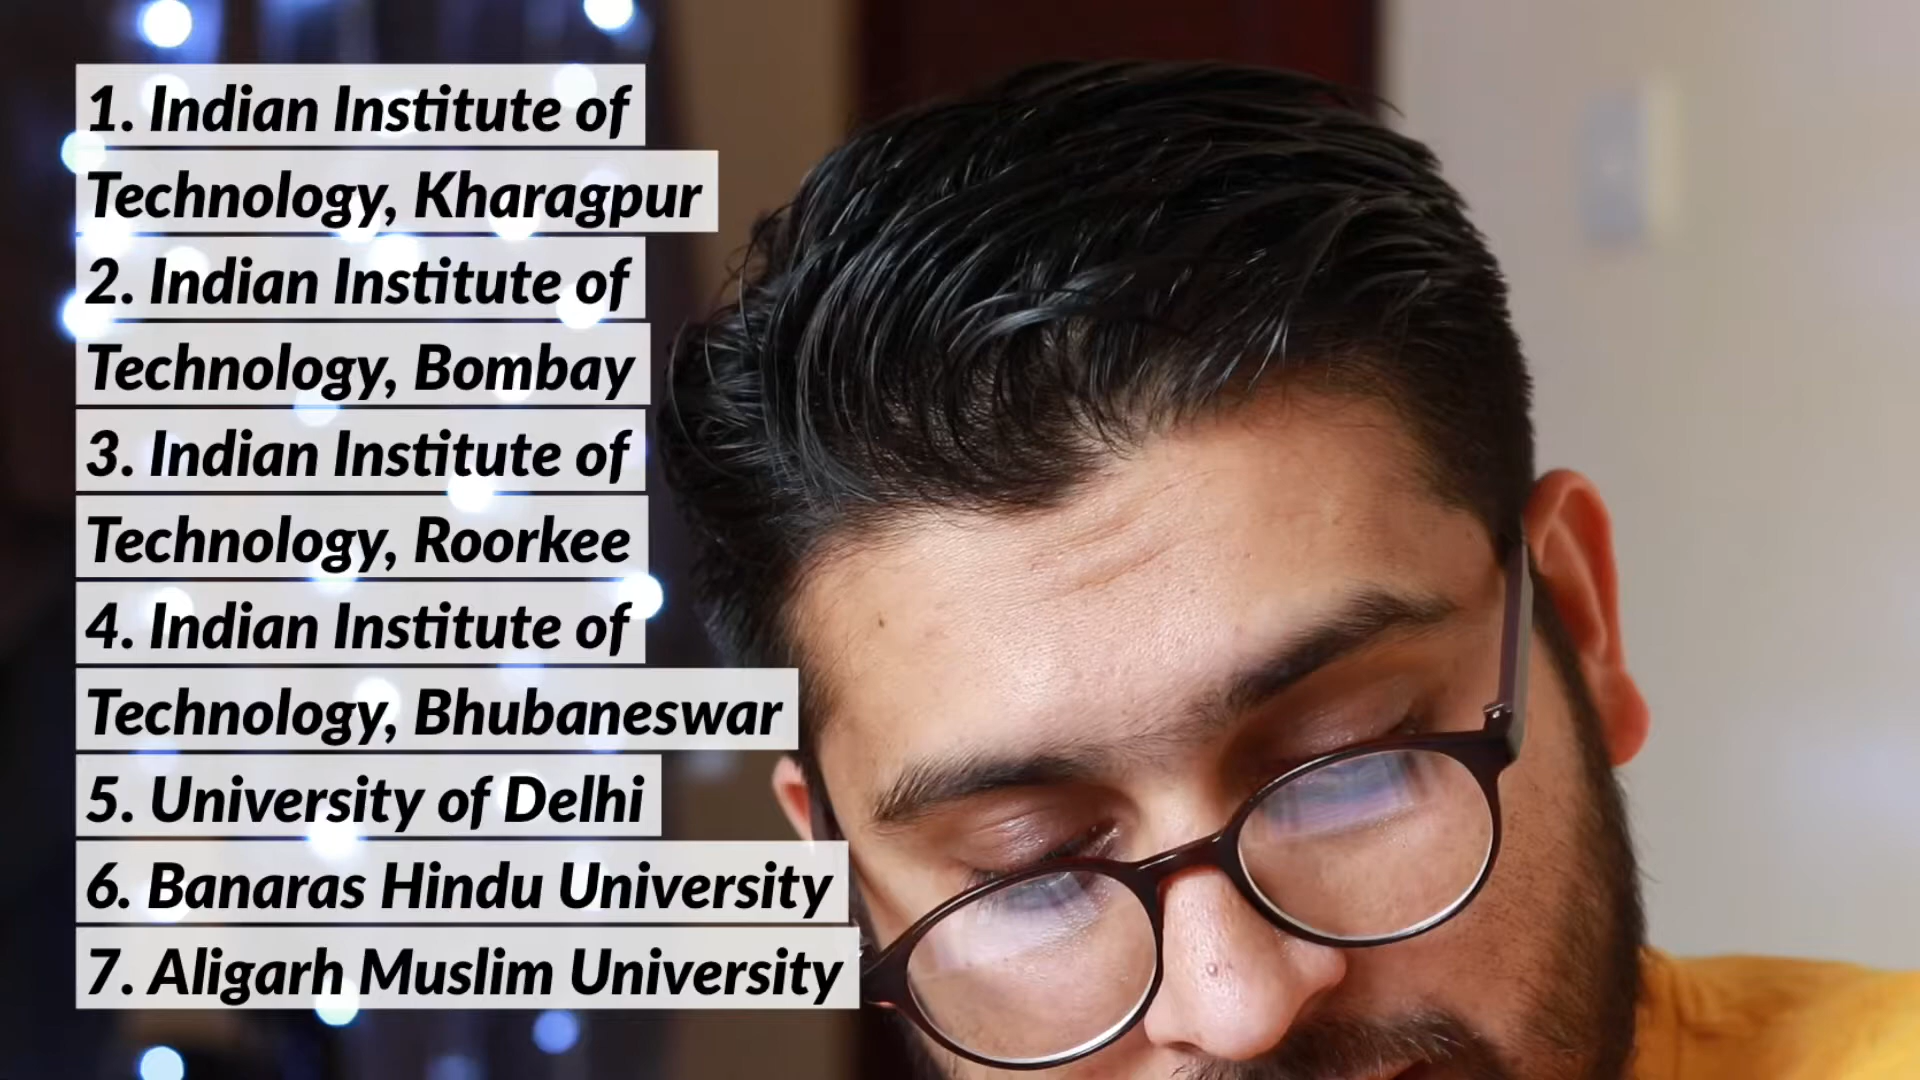 1. Indian Institute of
Technology, Kharagpur
2. Indian Institute of
Technology, Bombay
3. Indian Institute of
Technology, Roorkee
4. Indian Institute of
Technology, Bhubaneswar
5. University of Delhi
6. Banaras Hindu University
7. Aligarh Muslim University